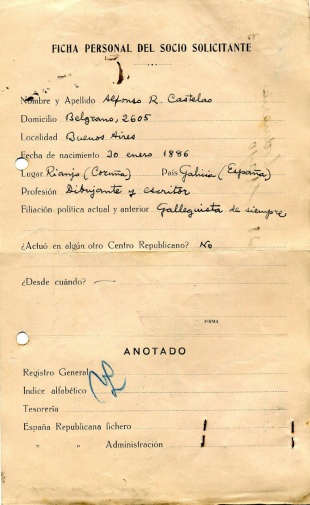 FICHA PERSONAL DEL SOCIO SOLICITANTE
Nombre y Apellido Alfonso R. Castelao
Domicilio Belgrano, 2605
Localidad Buenos Aires
Fecha de nacimiento 30 enero 1886
Lugar Rianjo (Coruña) País Galicia (España)
Profesión Dibujante y escritor
Filiación política actual y anterior Galleguista de siempre
¿Actuó en algún otro Centro Republicano? No
¿Desde cuándo? —
FIRMA
ANOTADO
Registro General
Indice alfabético
Tesorería
España Republicana fichero
" " Administración